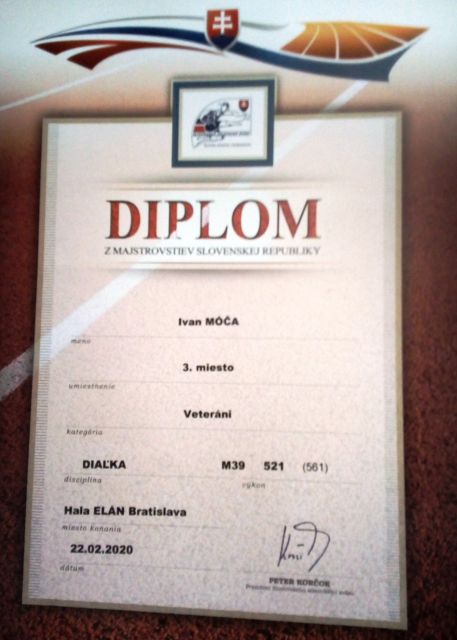 DIPLOM
Z MAJSTROVSTIEV SLOVENSKEJ REPUBLIKY
Ivan MÓČA
meno
3. miesto
umiestnenie
Veteráni
kategória
DIAĽKA M39 521 (561)
disciplína výkon
Hala ELÁN Bratislava
miesto konania
22.02.2020
dátum
PETER KORČOK